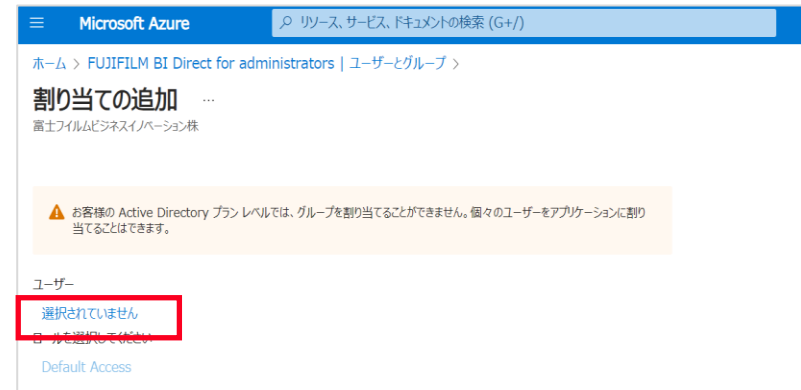 Microsoft Azure
リソース、サービス、ドキュメントの検索 (G+/)
ホーム > FUJIFILM BI Direct for administrators | ユーザーとグループ >
割り当ての追加 …
富士フイルムビジネスイノベーション株
お客様の Active Directory プラン レベルでは、グループを割り当てることができません。個々のユーザーをアプリケーションに割り
当てることはできます。
ユーザー
選択されていません
ロールを選択してください
Default Access